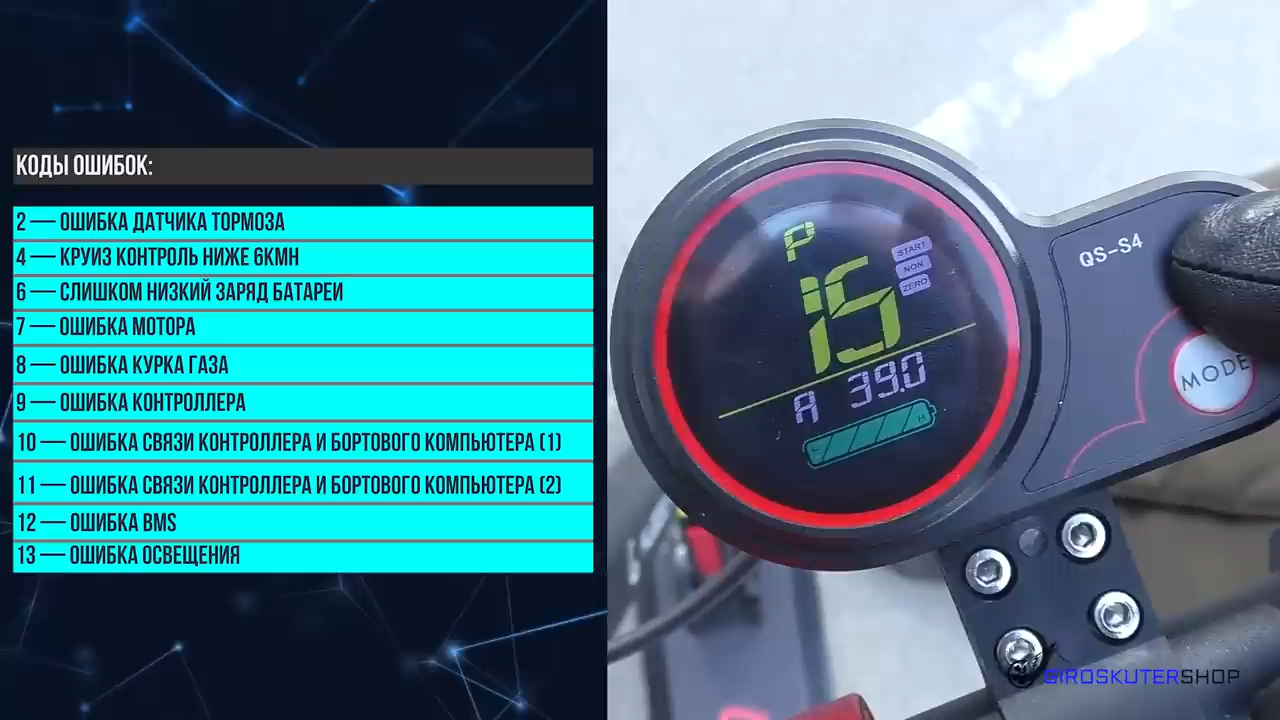 КОДЫ ОШИБОК:
2 — ОШИБКА ДАТЧИКА ТОРМОЗА
4 — КРУИЗ КОНТРОЛЬ НИЖЕ 6КМН
6 — СЛИШКОМ НИЗКИЙ ЗАРЯД БАТАРЕИ
7 — ОШИБКА МОТОРА
8 — ОШИБКА КУРКА ГАЗА
9 — ОШИБКА КОНТРОЛЛЕРА
10 — ОШИБКА СВЯЗИ КОНТРОЛЛЕРА И БОРТОВОГО КОМПЬЮТЕРА (1)
11 — ОШИБКА СВЯЗИ КОНТРОЛЛЕРА И БОРТОВОГО КОМПЬЮТЕРА (2)
12 — ОШИБКА BMS
13 — ОШИБКА ОСВЕЩЕНИЯ
P
15
START
NON
ZERO
A 39.0
QS-S4
MODE
GIROSKUTERSHOP